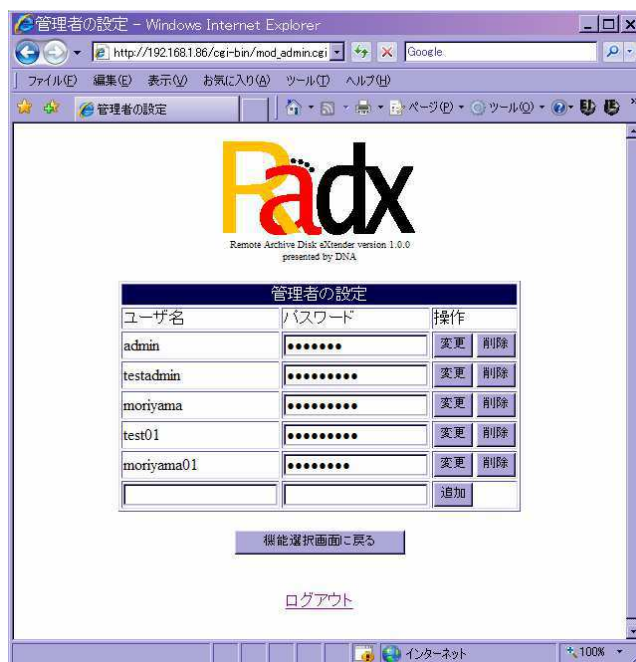 管理者の設定 - Windows Internet Explorer
http://192.168.1.86/cgi-bin/mod_admin.cgi
Google
ファイル(F) 編集(E) 表示(V) お気に入り(A) ツール(T) ヘルプ(H)
管理者の設定 ページ(P) ツール(O)
Radx
Remote Archive Disk eXtender version 1.0.0
presented by DNA
管理者の設定
ユーザ名 パスワード 操作
admin ●●●●●●● 変更 削除
testadmin ●●●●●●●●● 変更 削除
moriyama ●●●●●●●●● 変更 削除
test01 ●●●●●●●●● 変更 削除
moriyama01 ●●●●●●●● 変更 削除
追加
機能選択画面に戻る
ログアウト
インターネット 100%